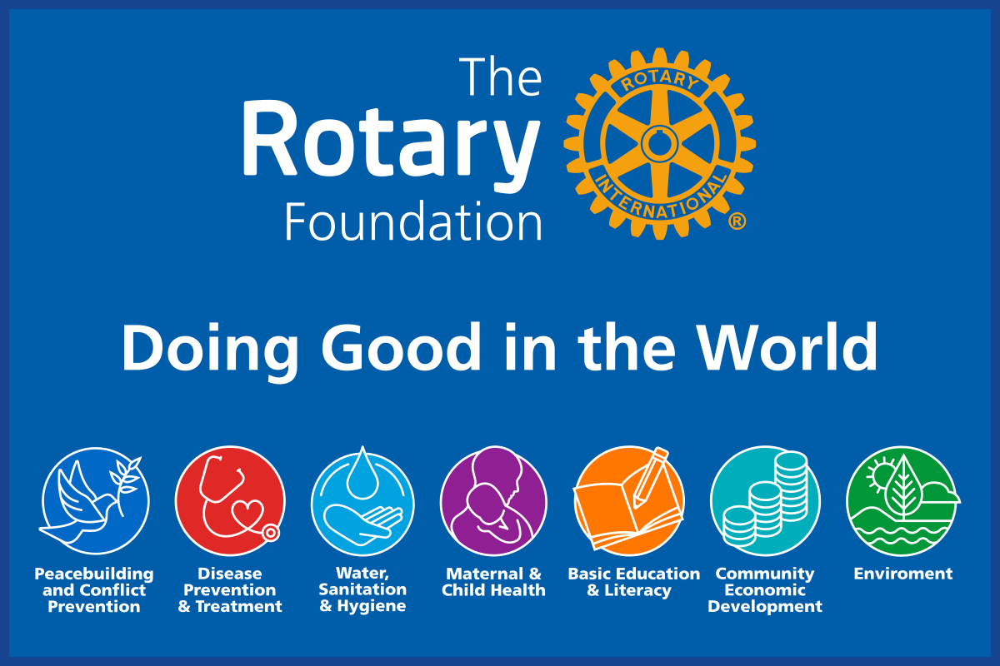 The
Rotary
Foundation
ROTARY
INTERNATIONAL
®
Doing Good in the World
Peacebuilding
and Conflict
Prevention
Disease
Prevention
& Treatment
Water,
Sanitation
& Hygiene
Maternal &
Child Health
Basic Education
& Literacy
Community
Economic
Development
Enviroment